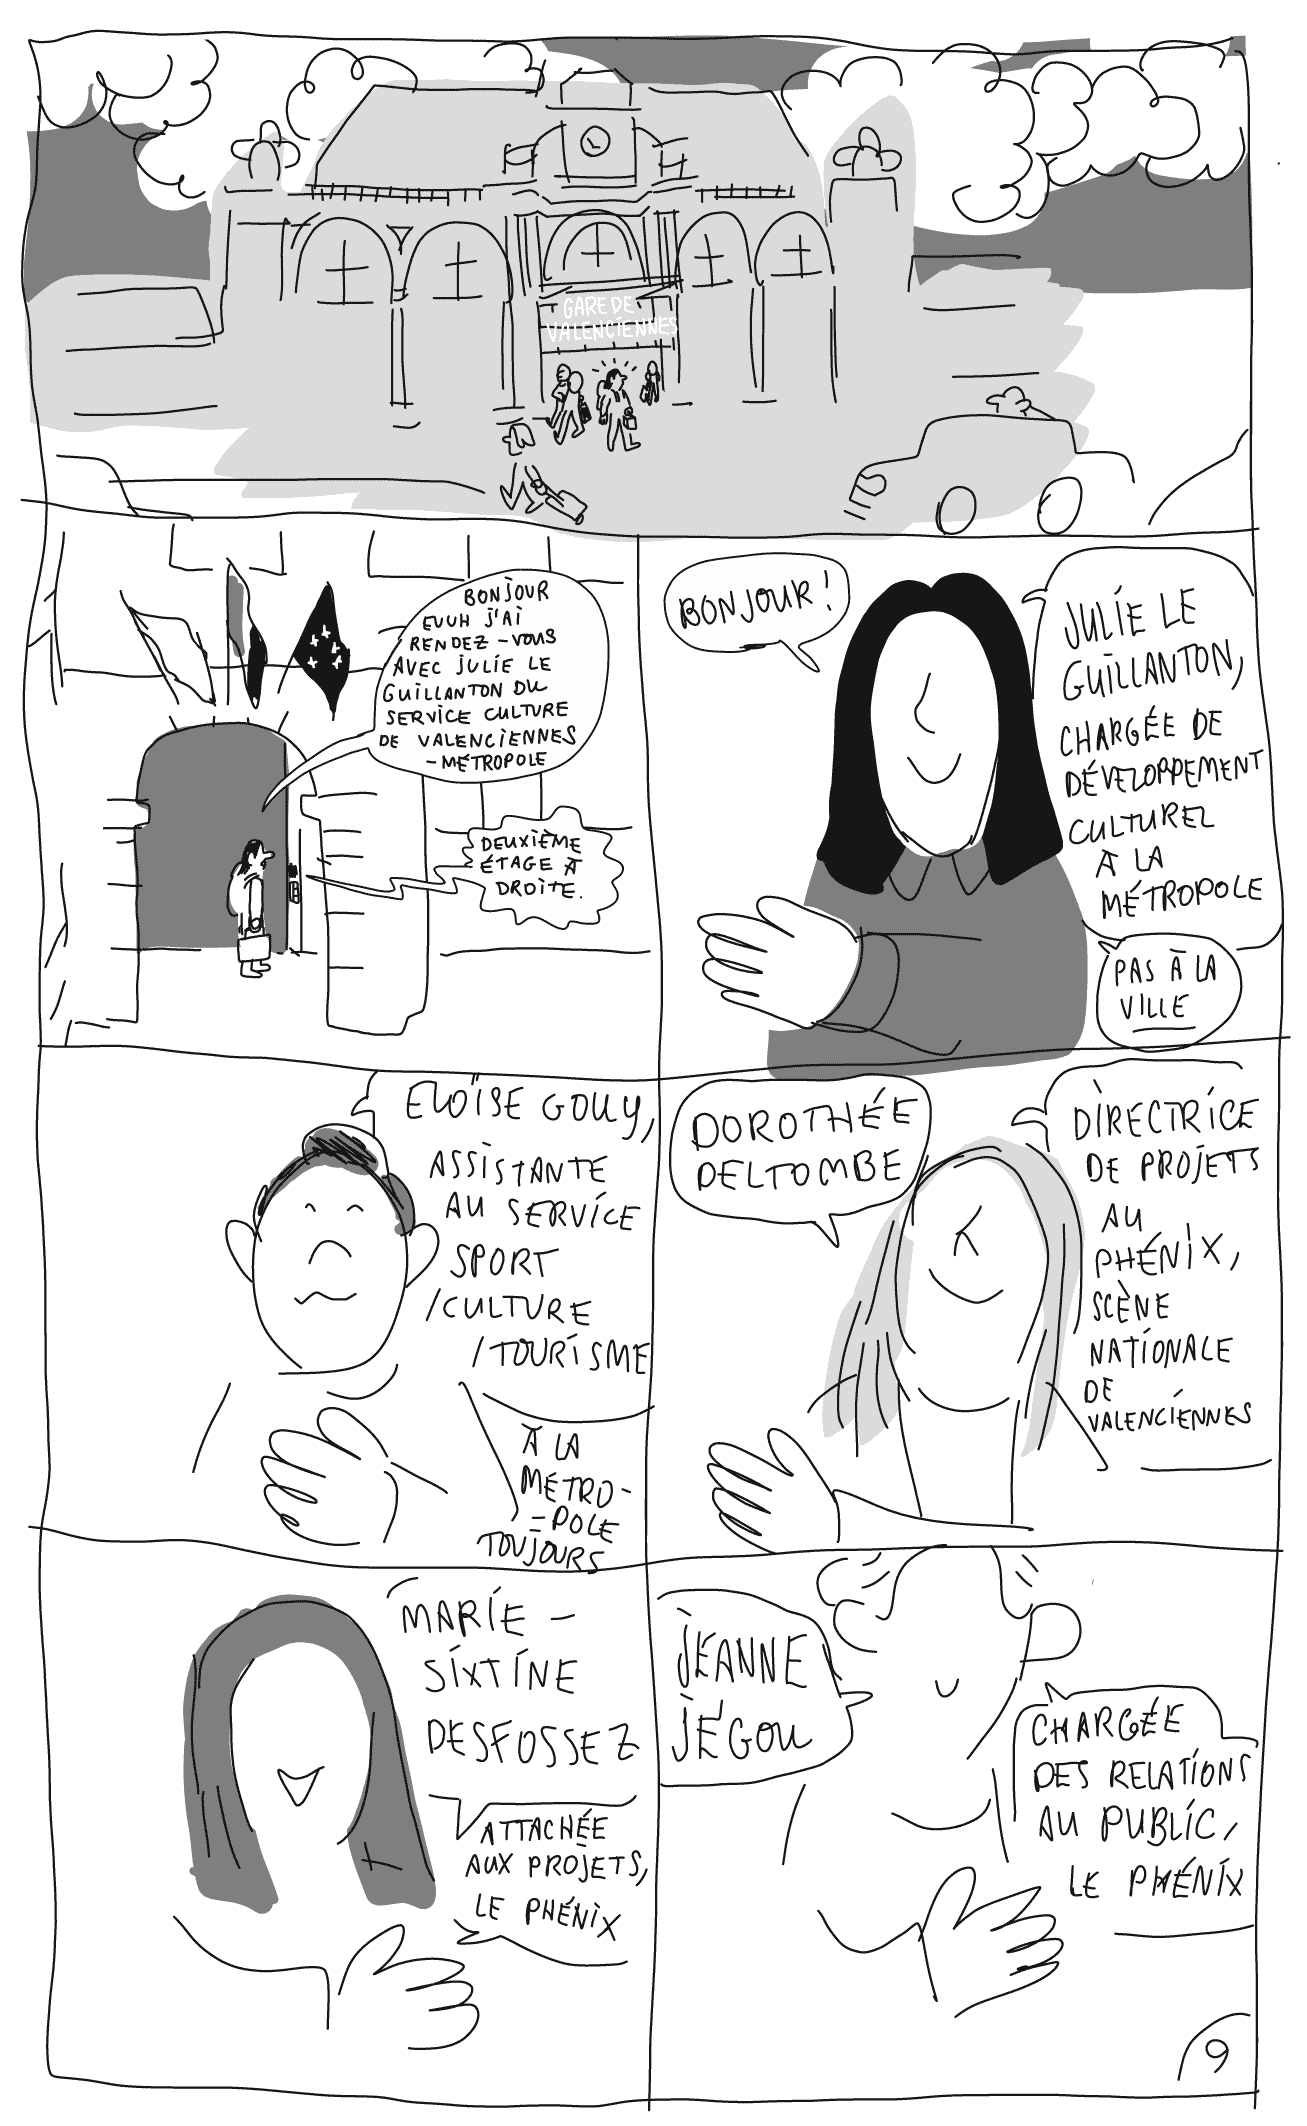 GARE DE
VALENCIENNES
BONJOUR
EUUH J'AI
RENDEZ-VOUS
AVEC JULIE LE
GUILLANTON DU
SERVICE CULTURE
DE VALENCIENNES
-MÉTROPOLE
DEUXIÈME
ÉTAGE À
DROITE.
BONJOUR !
JULIE LE
GUILLANTON,
CHARGÉE DE
DÉVELOPPEMENT
CULTUREL
À LA
MÉTROPOLE
PAS À LA
VILLE
ELOÏSE GOUY,
ASSISTANTE
AU SERVICE
SPORT
/CULTURE
/TOURISME
À LA
MÉTRO-
=POLE
TOUJOURS
DOROTHÉE
DELTOMBE
DIRECTRICE
DE PROJETS
AU
PHÉNIX,
SCÈNE
NATIONALE
DE
VALENCIENNES
MARIE-
SIXTINE
DESFOSSEZ
ATTACHÉE
AUX PROJETS,
LE PHÉNIX
JEANNE
JÉGOU
CHARGÉE
DES RELATIONS
AU PUBLIC,
LE PHÉNIX
9